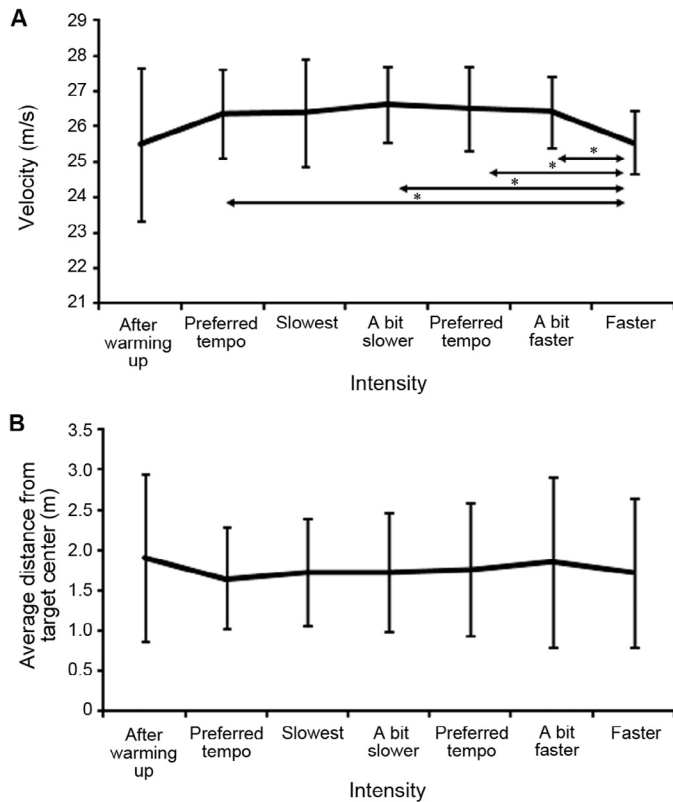 A
29
28
27
26
25
24
23
22
21
Velocity (m/s)
*
*
*
*
After
warming
up
Preferred
tempo
Slowest
A bit
slower
Preferred
tempo
A bit
faster
Faster
Intensity
B
3.5
3.0
2.5
2.0
1.5
1.0
0.5
0
Average distance from
target center (m)
After
warming
up
Preferred
tempo
Slowest
A bit
slower
Preferred
tempo
A bit
faster
Faster
Intensity